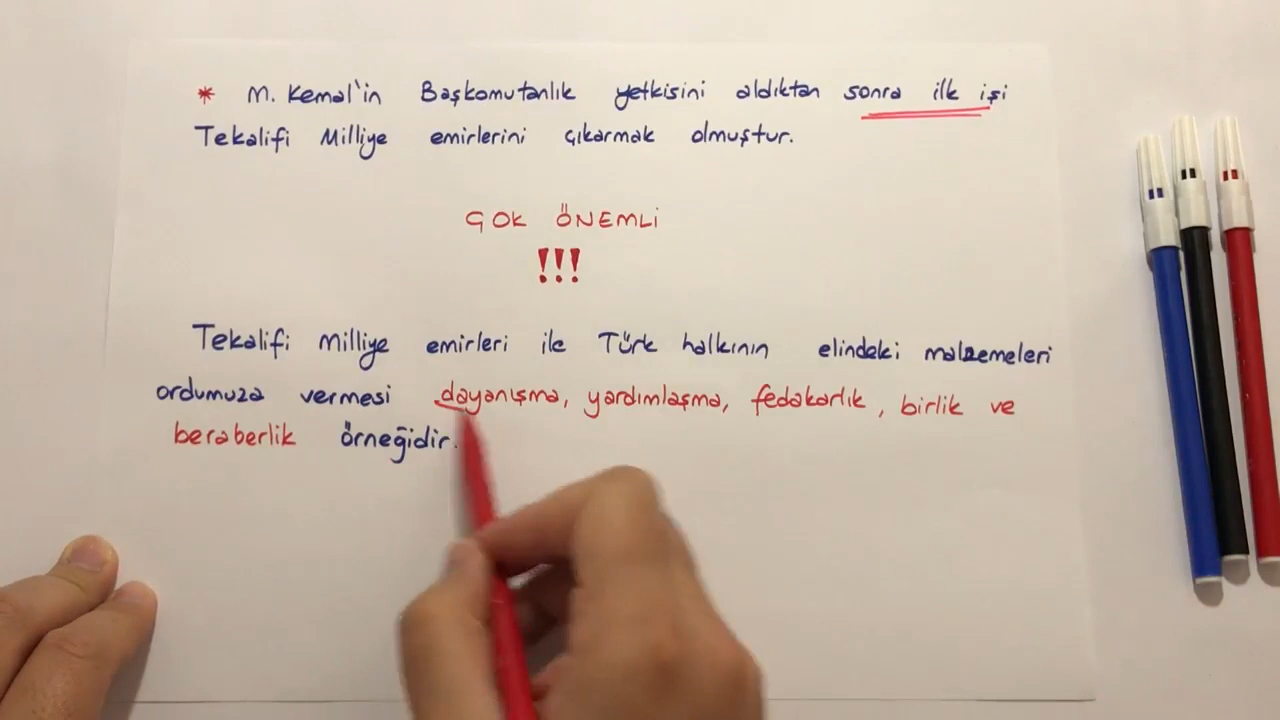 * M. Kemal'in Başkomutanlık yetkisini aldıktan sonra ilk işi
Tekalifi Milliye emirlerini çıkarmak olmuştur.
ÇOK ÖNEMLİ
!!!
Tekalifi milliye emirleri ile Türk halkının elindeki malzemeleri
ordumuza vermesi dayanışma, yardımlaşma, fedakarlık, birlik ve
beraberlik örneğidir.